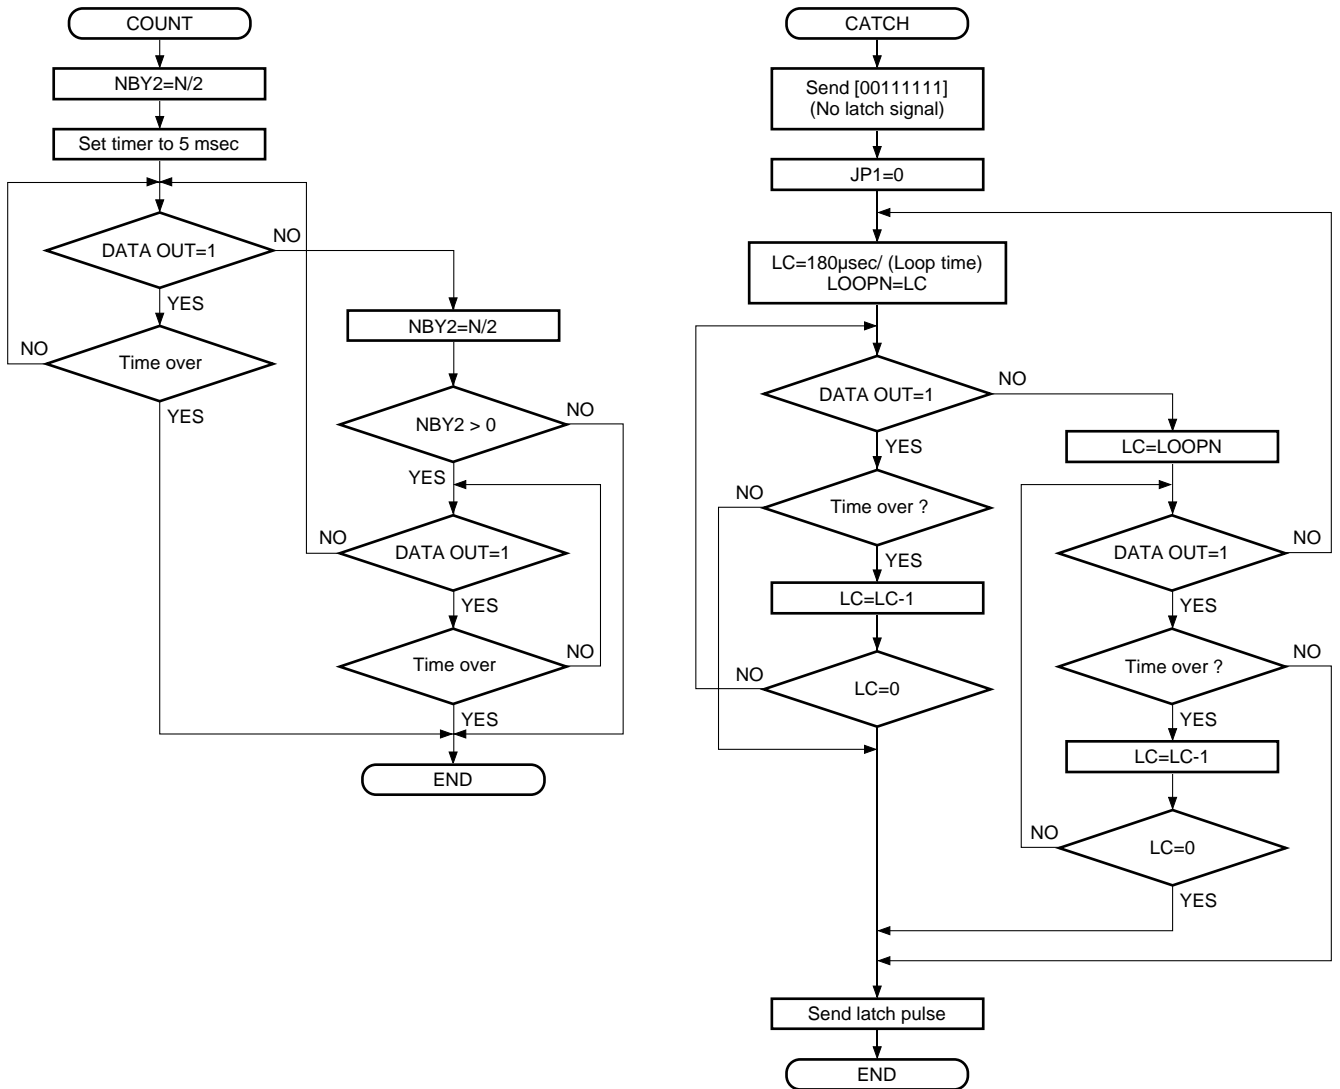 COUNT
NBY2=N/2
Set timer to 5 msec
DATA OUT=1
NO
YES
NO
Time over
YES
NBY2=N/2
NBY2 > 0
NO
YES
NO
DATA OUT=1
YES
Time over
NO
YES
END
CATCH
Send [00111111]
(No latch signal)
JP1=0
LC=180µsec/ (Loop time)
LOOPN=LC
DATA OUT=1
NO
YES
NO
Time over ?
YES
LC=LC-1
NO
LC=0
LC=LOOPN
DATA OUT=1
NO
YES
Time over ?
NO
YES
LC=LC-1
NO
LC=0
YES
Send latch pulse
END